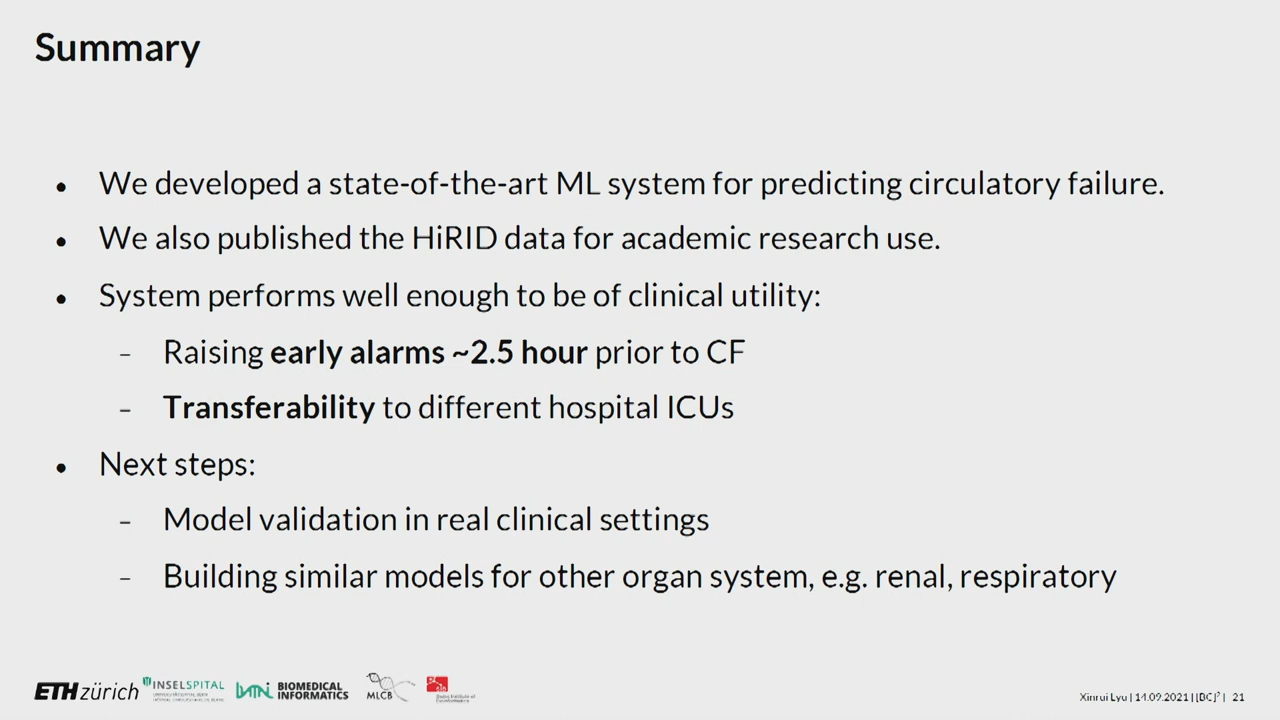 Summary
• We developed a state-of-the-art ML system for predicting circulatory failure.
• We also published the HiRID data for academic research use.
• System performs well enough to be of clinical utility:
– Raising early alarms ~2.5 hour prior to CF
– Transferability to different hospital ICUs
• Next steps:
– Model validation in real clinical settings
– Building similar models for other organ system, e.g. renal, respiratory
ETH zürich
INSELSPITAL
BIOMEDICAL
INFORMATICS
MLCB
Xinrui Lyu | 14.09.2021 | [BC]² | 21